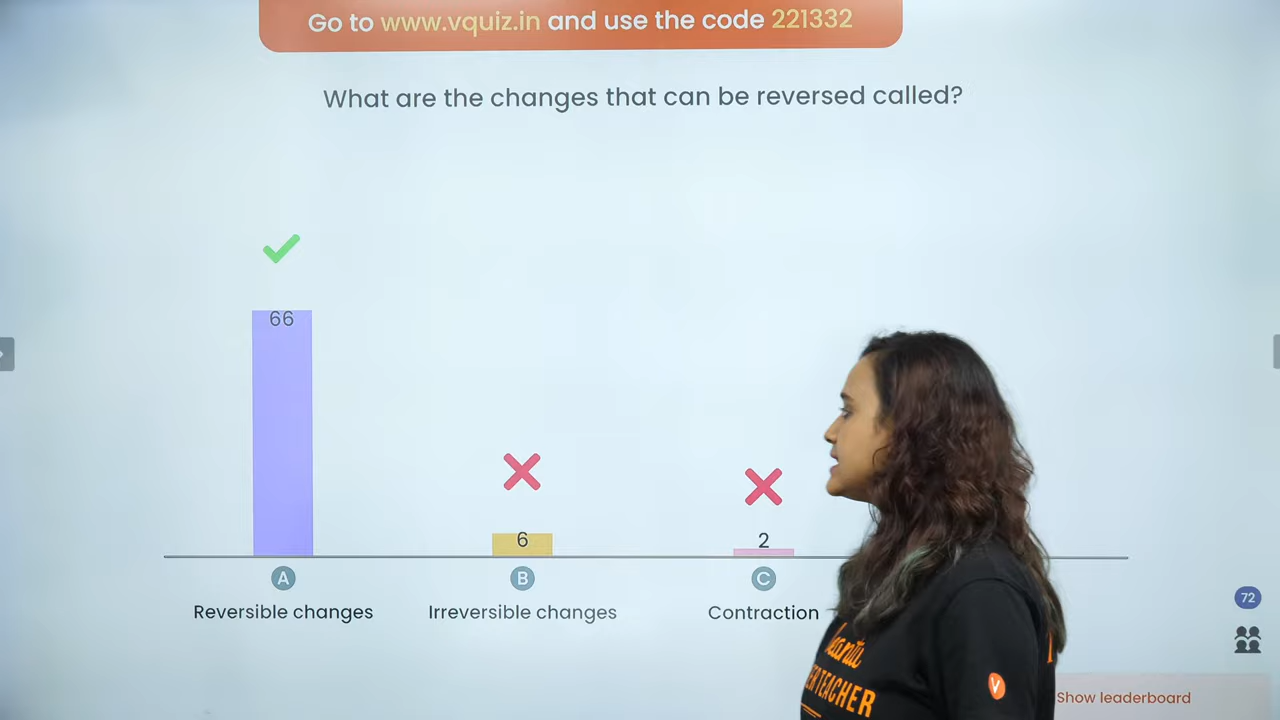 Go to www.vquiz.in and use the code 221332
What are the changes that can be reversed called?
66
6
2
A
B
C
Reversible changes
Irreversible changes
Contraction
72
TEACHER
V
Show leaderboard